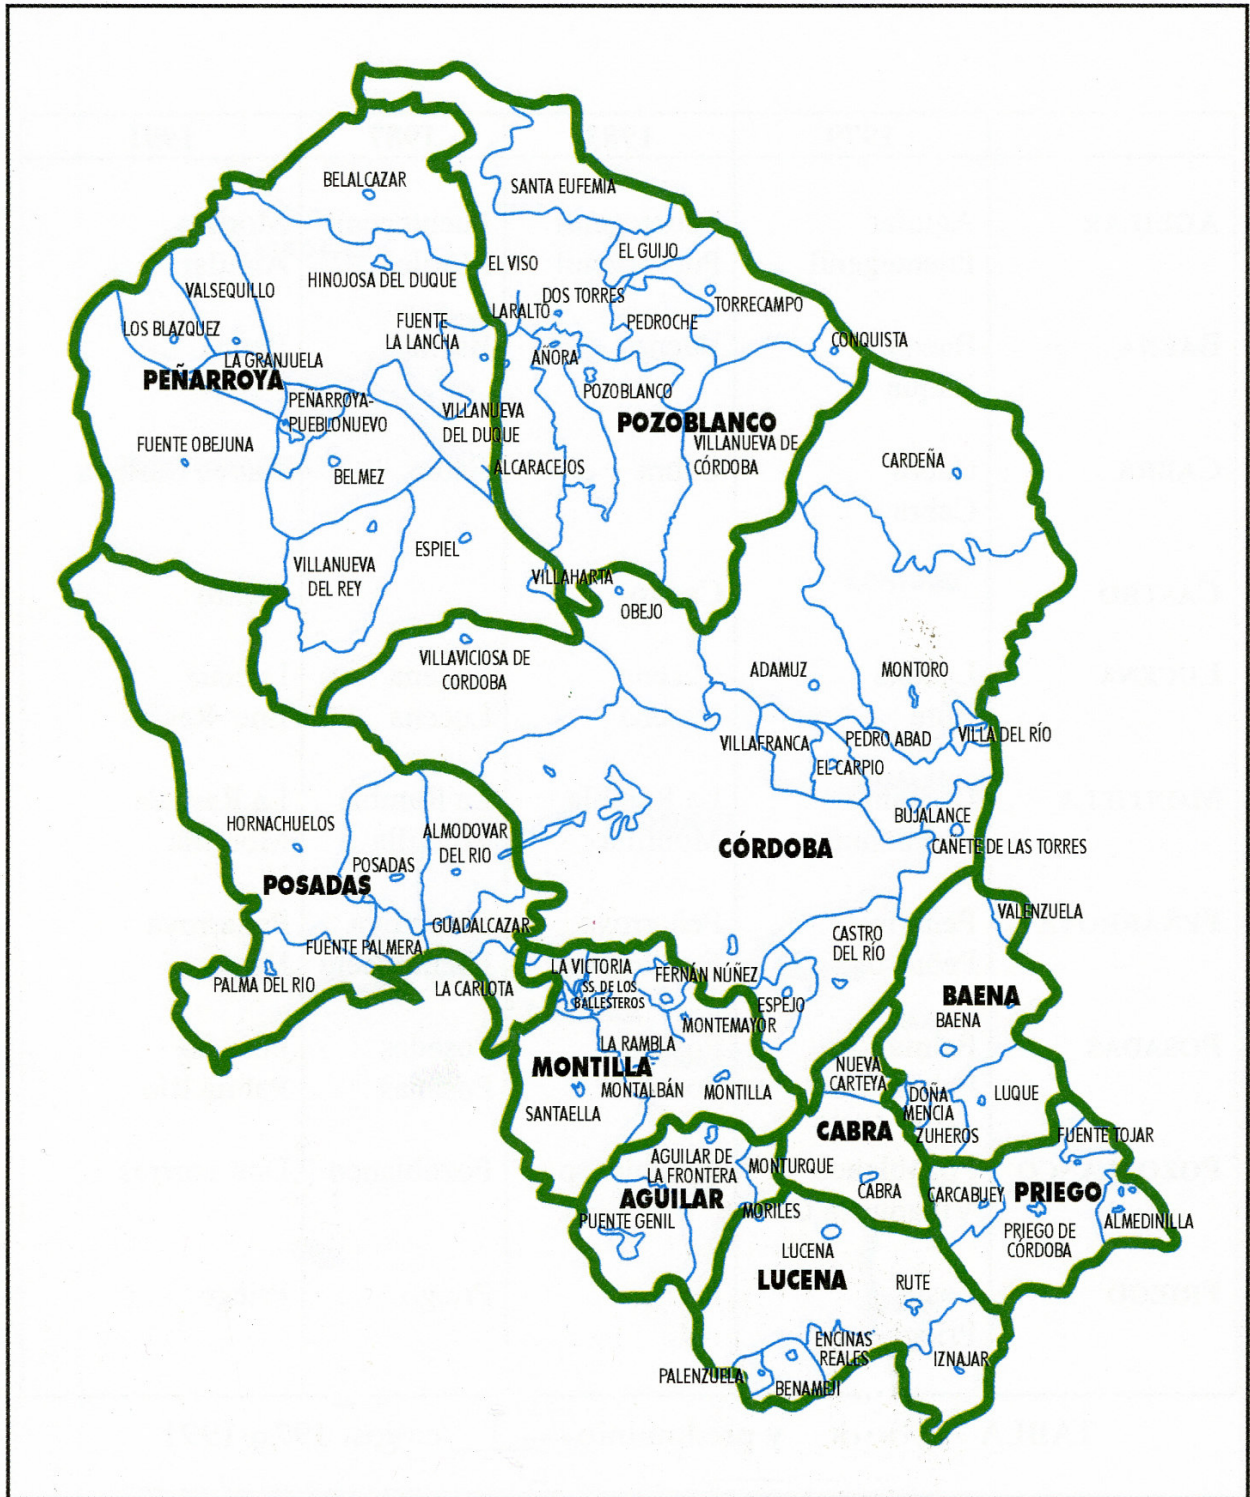 BELALCAZAR
SANTA EUFEMIA
HINOJOSA DEL DUQUE
EL VISO
EL GUIJO
VALSEQUILLO
DOS TORRES
TORRECAMPO
LARALTO
FUENTE
LA LANCHA
PEDROCHE
LOS BLAZQUEZ
CONQUISTA
LA GRANJUELA
AÑORA
PEÑARROYA
POZOBLANCO
PEÑARROYA-
PUEBLONUEVO
VILLANUEVA
DEL DUQUE
POZOBLANCO
VILLANUEVA DE
CÓRDOBA
FUENTE OBEJUNA
BELMEZ
ALCARACEJOS
CARDEÑA
ESPIEL
VILLANUEVA
DEL REY
VILLAHARTA
OBEJO
VILLAVICIOSA DE
CORDOBA
ADAMUZ
MONTORO
VILLAFRANCA
PEDRO ABAD
VILLA DEL RÍO
EL CARPIO
BUJALANCE
HORNACHUELOS
ALMODOVAR
DEL RIO
CÓRDOBA
CAÑETE DE LAS TORRES
POSADAS
POSADAS
VALENZUELA
GUADALCAZAR
CASTRO
DEL RÍO
FUENTE PALMERA
PALMA DEL RIO
LA CARLOTA
LA VICTORIA
SS. DE LOS
BALLESTEROS
FERNÁN NÚÑEZ
ESPEJO
BAENA
BAENA
MONTEMAYOR
LA RAMBLA
MONTILLA
MONTALBÁN
MONTILLA
SANTAELLA
NUEVA
CARTEYA
DOÑA
MENCIA
LUQUE
CABRA
ZUHEROS
FUENTE TOJAR
AGUILAR DE
LA FRONTERA
MONTURQUE
CABRA
CARCABUEY
PRIEGO
AGUILAR
PUENTE GENIL
MORILES
PRIEGO DE
CÓRDOBA
ALMEDINILLA
LUCENA
LUCENA
RUTE
ENCINAS
REALES
IZNAJAR
PALENZUELA
BENAMEJI